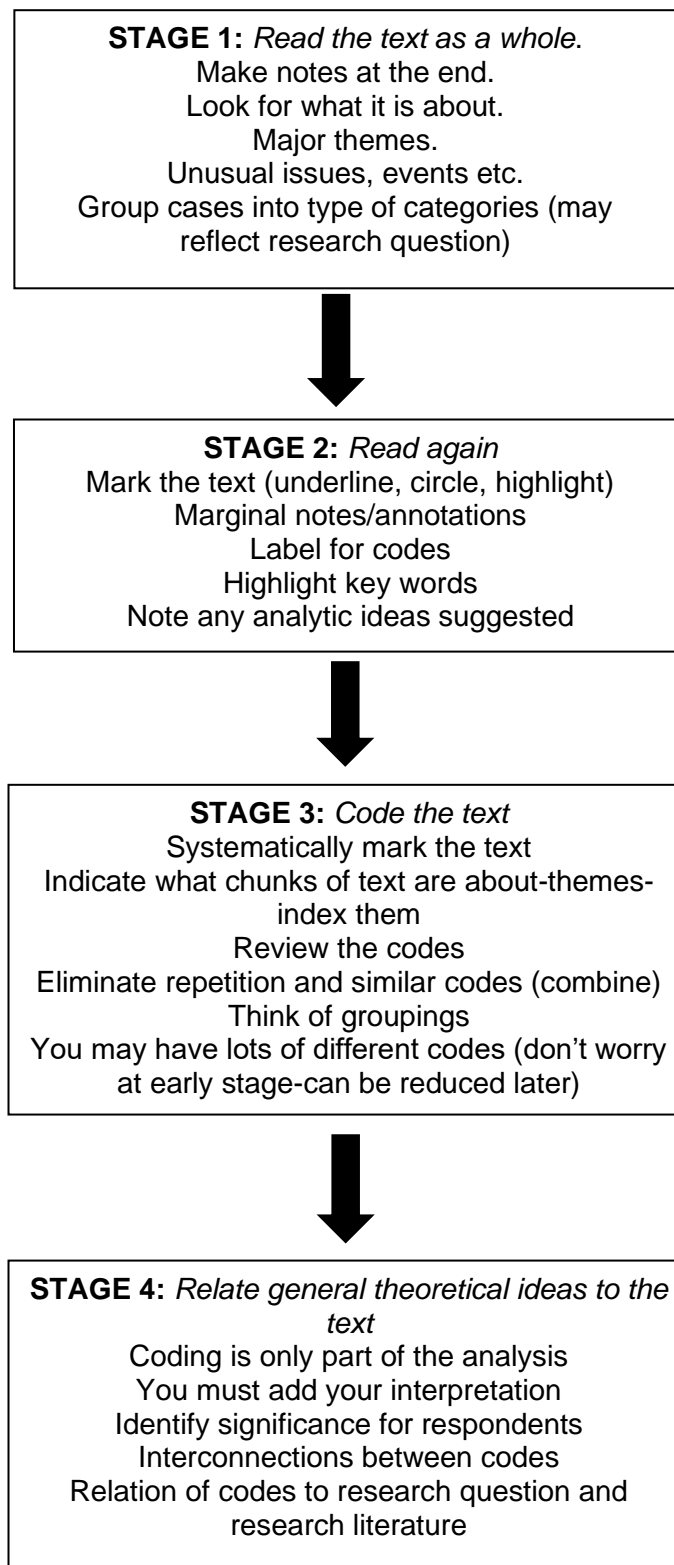 STAGE 1: Read the text as a whole.
Make notes at the end.
Look for what it is about.
Major themes.
Unusual issues, events etc.
Group cases into type of categories (may
reflect research question)
STAGE 2: Read again
Mark the text (underline, circle, highlight)
Marginal notes/annotations
Label for codes
Highlight key words
Note any analytic ideas suggested
STAGE 3: Code the text
Systematically mark the text
Indicate what chunks of text are about-themes-
index them
Review the codes
Eliminate repetition and similar codes (combine)
Think of groupings
You may have lots of different codes (don’t worry
at early stage-can be reduced later)
STAGE 4: Relate general theoretical ideas to the
text
Coding is only part of the analysis
You must add your interpretation
Identify significance for respondents
Interconnections between codes
Relation of codes to research question and
research literature